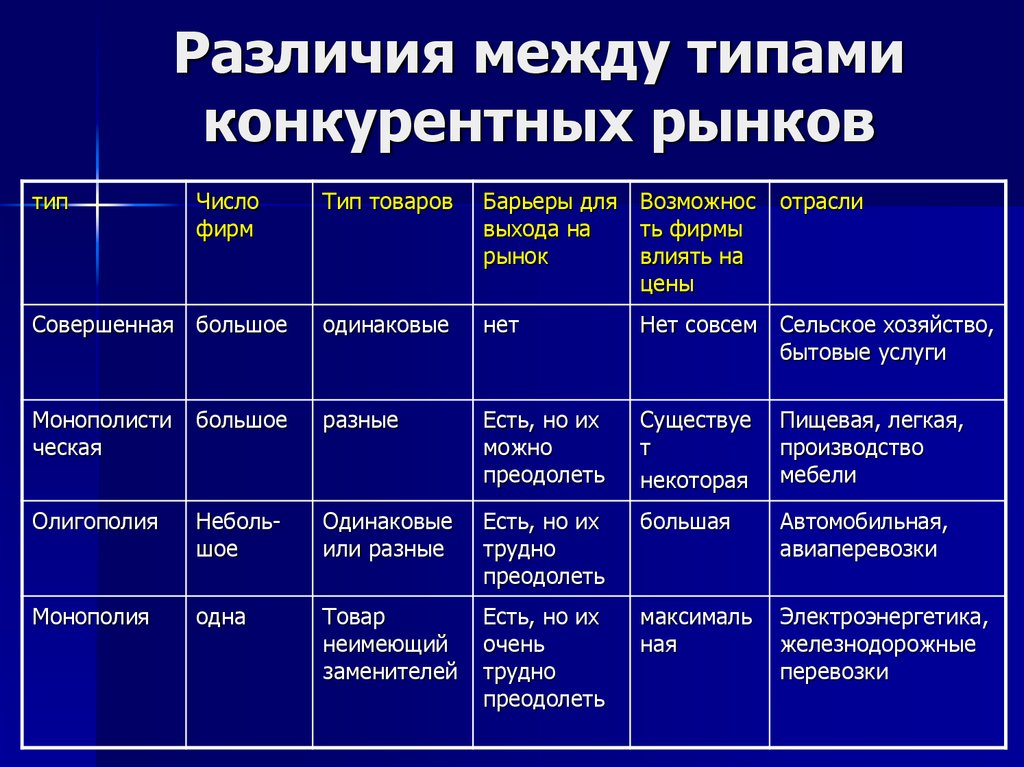 Различия между типами
конкурентных рынков
тип
Число
фирм
Тип товаров
Барьеры для
выхода на
рынок
Возможнос
ть фирмы
влиять на
цены
отрасли
Совершенная
большое
одинаковые
нет
Нет совсем
Сельское хозяйство,
бытовые услуги
Монополисти
ческая
большое
разные
Есть, но их
можно
преодолеть
Существуе
т
некоторая
Пищевая, легкая,
производство
мебели
Олигополия
Неболь-
шое
Одинаковые
или разные
Есть, но их
трудно
преодолеть
большая
Автомобильная,
авиаперевозки
Монополия
одна
Товар
неимеющий
заменителей
Есть, но их
очень
трудно
преодолеть
максималь
ная
Электроэнергетика,
железнодорожные
перевозки